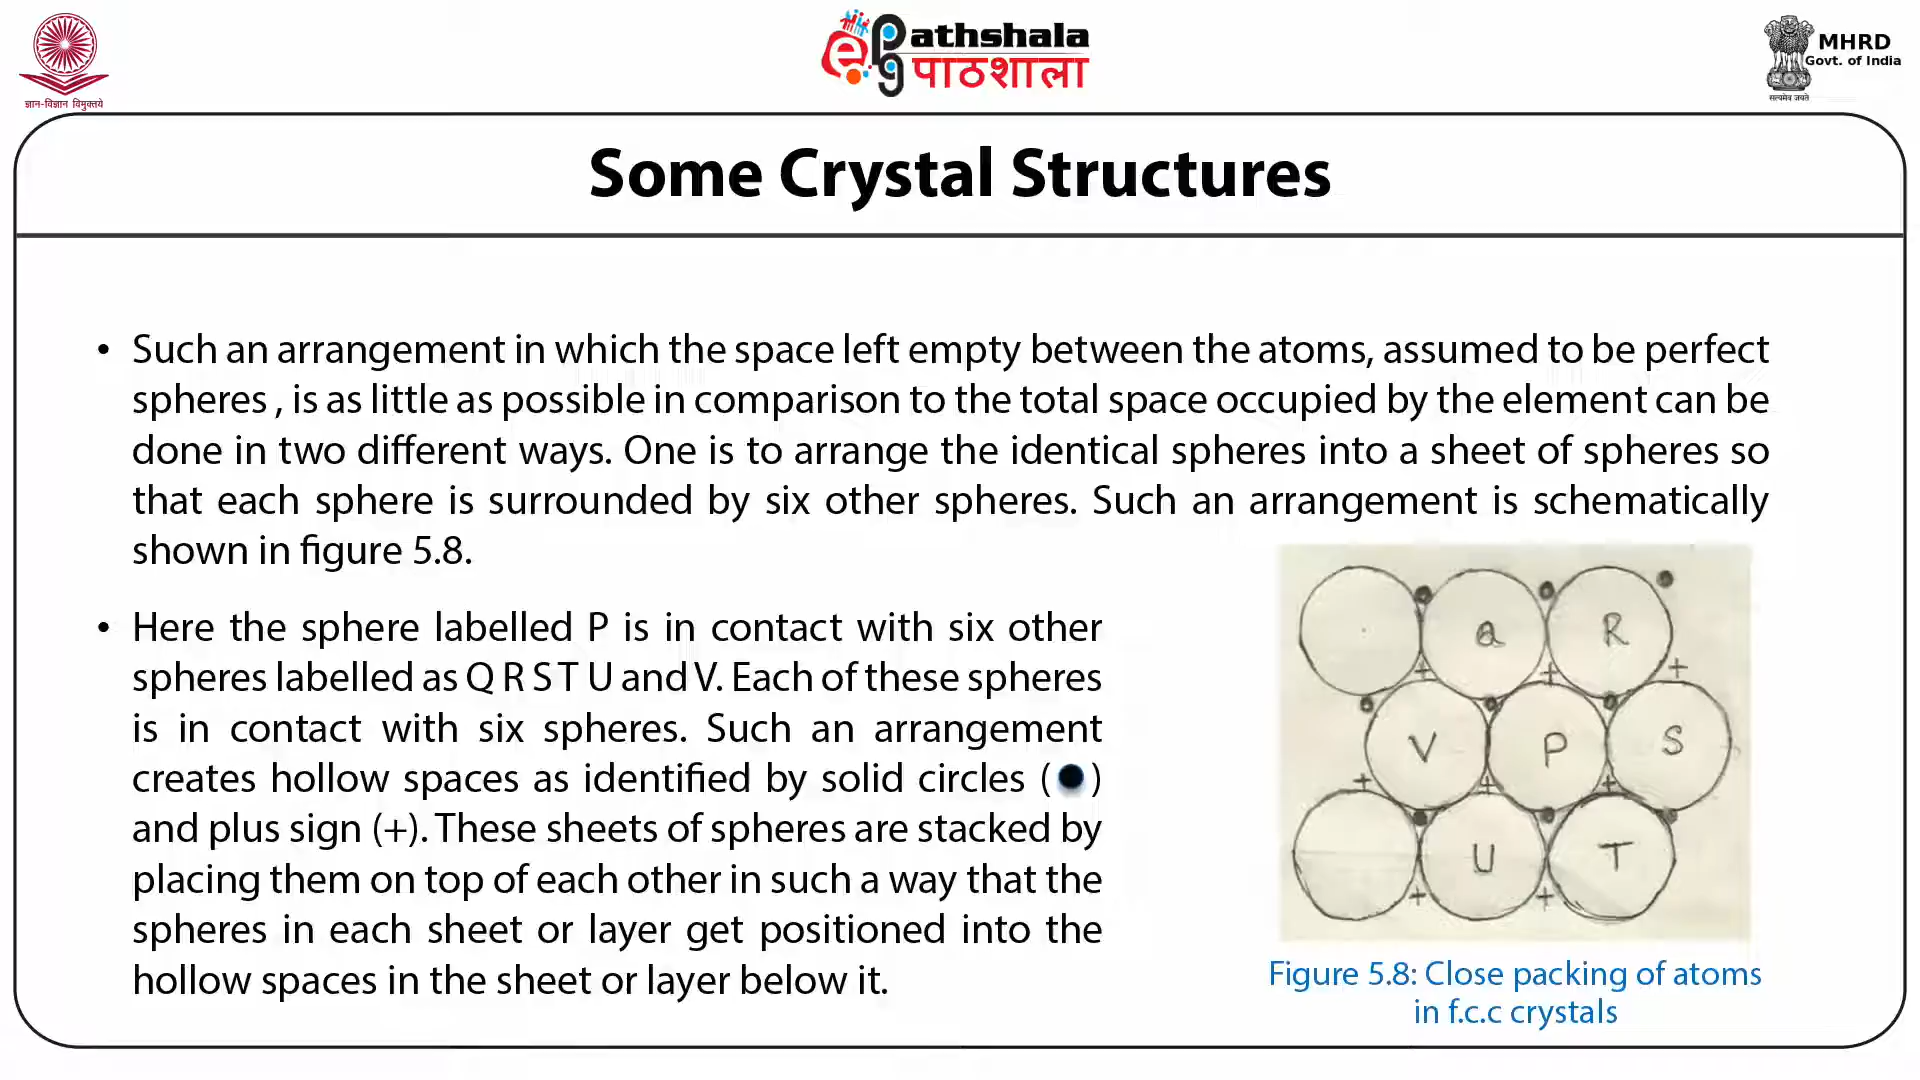 ज्ञान-विज्ञान विमुक्तये
ePathshala
पाठशाला
MHRD
Govt. of India
सत्यमेव जयते
Some Crystal Structures
• Such an arrangement in which the space left empty between the atoms, assumed to be perfect
spheres , is as little as possible in comparison to the total space occupied by the element can be
done in two different ways. One is to arrange the identical spheres into a sheet of spheres so
that each sphere is surrounded by six other spheres. Such an arrangement is schematically
shown in figure 5.8.
• Here the sphere labelled P is in contact with six other
spheres labelled as Q R S T U and V. Each of these spheres
is in contact with six spheres. Such an arrangement
creates hollow spaces as identified by solid circles (●)
and plus sign (+). These sheets of spheres are stacked by
placing them on top of each other in such a way that the
spheres in each sheet or layer get positioned into the
hollow spaces in the sheet or layer below it.
Q R
+ + +
V P S
+ + +
U T
+ +
Figure 5.8: Close packing of atoms
in f.c.c crystals